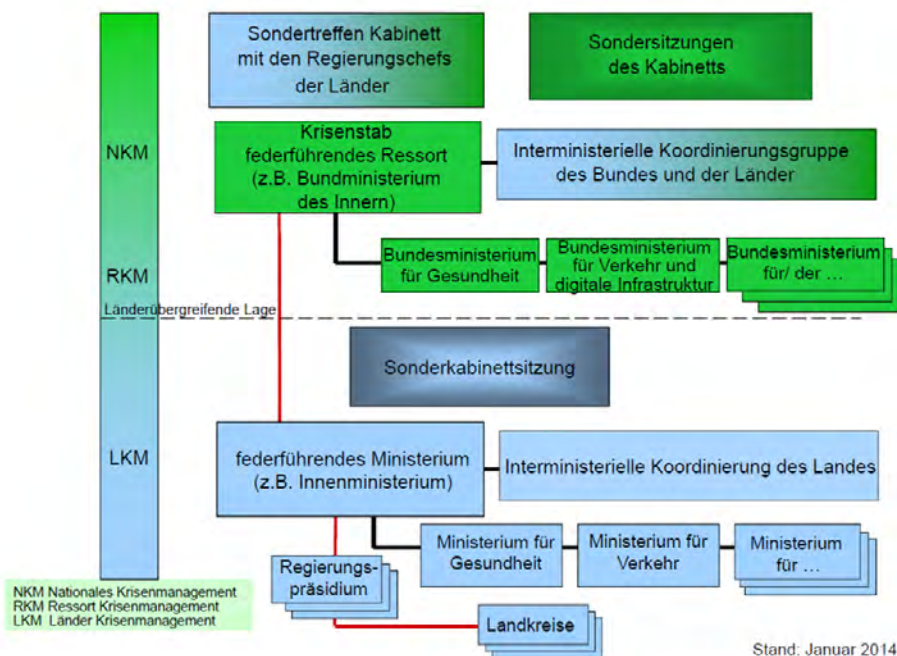 Sondertreffen Kabinett
mit den Regierungschefs
der Länder
Sondersitzungen
des Kabinetts
NKM
Krisenstab
federführendes Ressort
(z.B. Bundministerium
des Innern)
Interministerielle Koordinierungsgruppe
des Bundes und der Länder
RKM
Bundesministerium
für Gesundheit
Bundesministerium
für Verkehr und
digitale Infrastruktur
Bundesministerium
für/ der ...
Länderübergreifende Lage
Sonderkabinettsitzung
LKM
federführendes Ministerium
(z.B. Innenministerium)
Interministerielle Koordinierung des Landes
Ministerium für
Gesundheit
Ministerium für
Verkehr
Ministerium
für ...
Regierungs-
präsidium
Landkreise
NKM Nationales Krisenmanagement
RKM Ressort Krisenmanagement
LKM Länder Krisenmanagement
Stand: Januar 2014